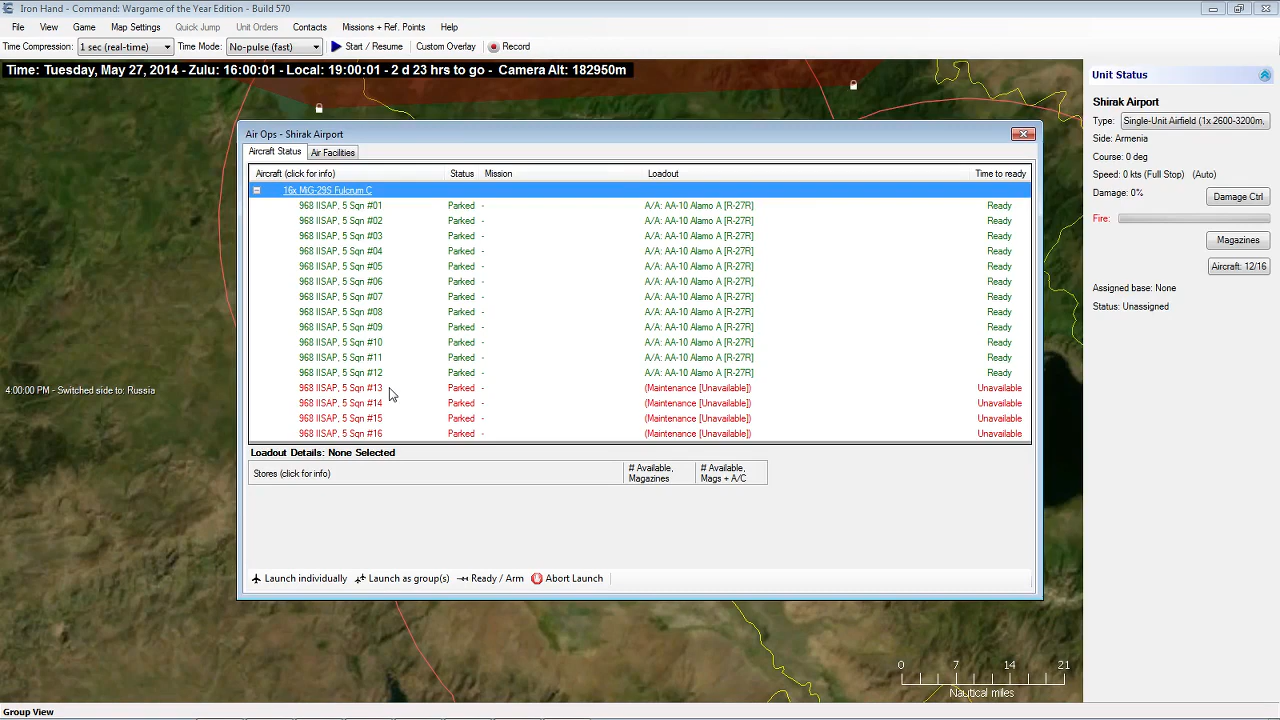 Iron Hand - Command: Wargame of the Year Edition - Build 570
File View Game Map Settings Quick Jump Unit Orders Contacts Missions + Ref. Points Help
Time Compression: 1 sec (real-time) Time Mode: No-pulse (fast) Start / Resume Custom Overlay Record
Time: Tuesday, May 27, 2014 - Zulu: 16:00:01 - Local: 19:00:01 - 2 d 23 hrs to go - Camera Alt: 182950m
Air Ops - Shirak Airport
Aircraft Status Air Facilities
Aircraft (click for info) Status Mission Loadout Time to ready
16x MiG-29S Fulcrum C
968 IISAP, 5 Sqn #01 Parked - A/A: AA-10 Alamo A [R-27R] Ready
968 IISAP, 5 Sqn #02 Parked - A/A: AA-10 Alamo A [R-27R] Ready
968 IISAP, 5 Sqn #03 Parked - A/A: AA-10 Alamo A [R-27R] Ready
968 IISAP, 5 Sqn #04 Parked - A/A: AA-10 Alamo A [R-27R] Ready
968 IISAP, 5 Sqn #05 Parked - A/A: AA-10 Alamo A [R-27R] Ready
968 IISAP, 5 Sqn #06 Parked - A/A: AA-10 Alamo A [R-27R] Ready
968 IISAP, 5 Sqn #07 Parked - A/A: AA-10 Alamo A [R-27R] Ready
968 IISAP, 5 Sqn #08 Parked - A/A: AA-10 Alamo A [R-27R] Ready
968 IISAP, 5 Sqn #09 Parked - A/A: AA-10 Alamo A [R-27R] Ready
968 IISAP, 5 Sqn #10 Parked - A/A: AA-10 Alamo A [R-27R] Ready
968 IISAP, 5 Sqn #11 Parked - A/A: AA-10 Alamo A [R-27R] Ready
968 IISAP, 5 Sqn #12 Parked - A/A: AA-10 Alamo A [R-27R] Ready
968 IISAP, 5 Sqn #13 Parked - (Maintenance [Unavailable]) Unavailable
968 IISAP, 5 Sqn #14 Parked - (Maintenance [Unavailable]) Unavailable
968 IISAP, 5 Sqn #15 Parked - (Maintenance [Unavailable]) Unavailable
968 IISAP, 5 Sqn #16 Parked - (Maintenance [Unavailable]) Unavailable
Loadout Details: None Selected
Stores (click for info) # Available, Magazines # Available, Mags + A/C
Launch individually Launch as group(s) Ready / Arm Abort Launch
4:00:00 PM - Switched side to: Russia
Unit Status
Shirak Airport
Type: Single-Unit Airfield (1x 2600-3200m,
Side: Armenia
Course: 0 deg
Speed: 0 kts (Full Stop) (Auto)
Damage: 0% Damage Ctrl
Fire:
Magazines
Aircraft: 12/16
Assigned base: None
Status: Unassigned
0 7 14 21
Nautical miles
Group View